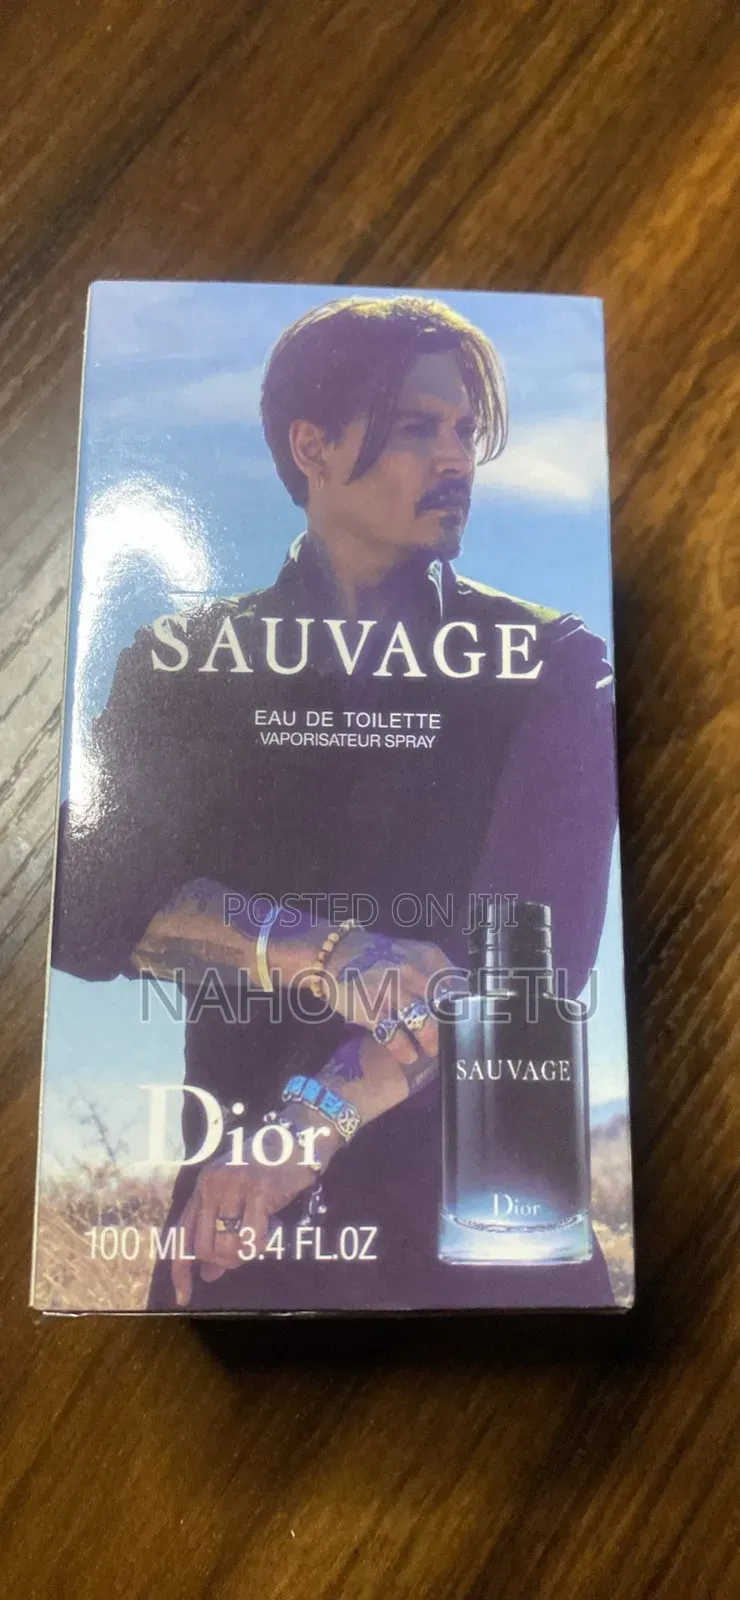 SAUVAGE
EAU DE TOILETTE
VAPORISATEUR SPRAY
POSTED ON JIJI
NAHOM GETU
SAUVAGE
Dior
Dior
100 ML 3.4 FL.OZ